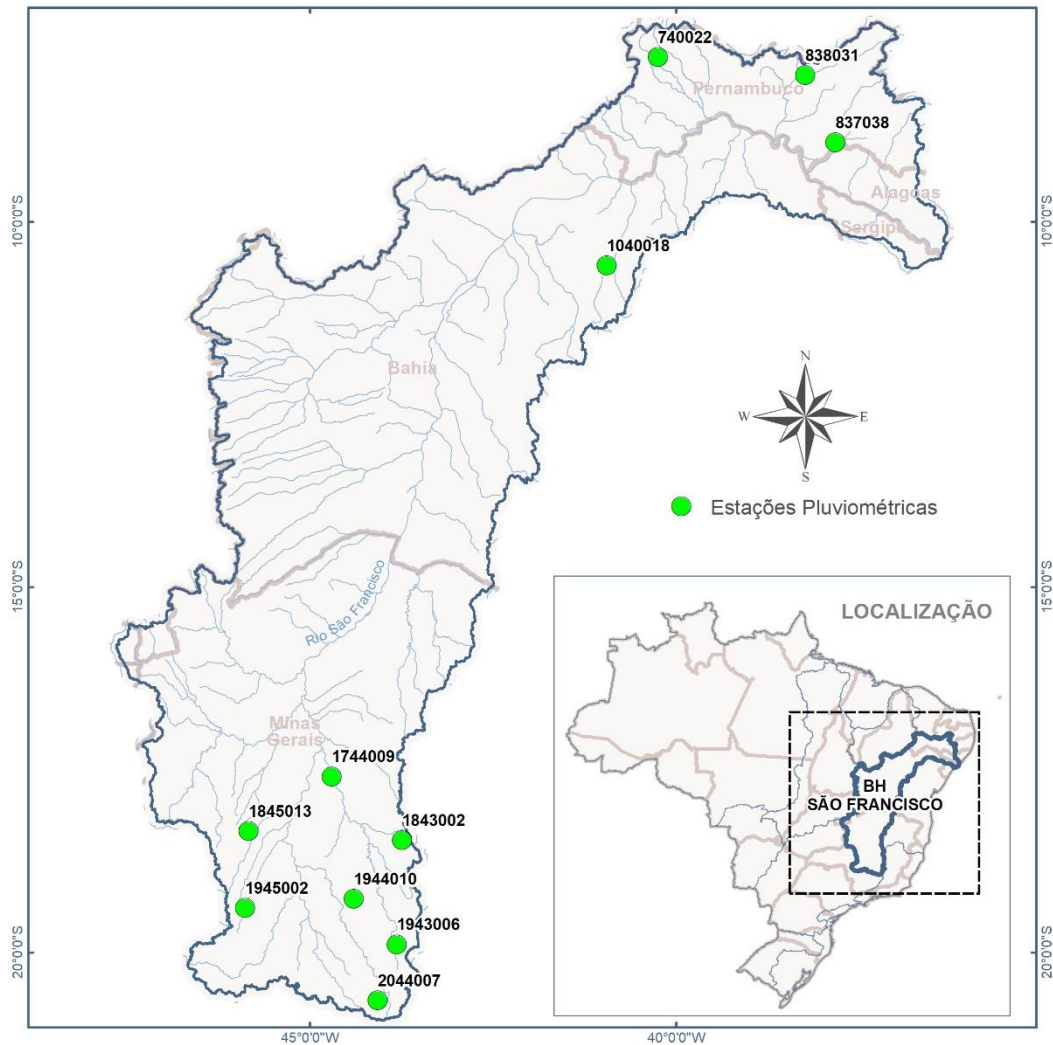 740022
838031
Pernambuco
837038
Alagoas
Sergip
10°0'0"S
10°0'0"S
1040018
Bahia
N
W
E
S
Estações Pluviométricas
15°0'0"S
15°0'0"S
Rio São Francisco
LOCALIZAÇÃO
Minas
Gerais
1744009
BH
SÃO FRANCISCO
1845013
1843002
1945002
1944010
1943006
20°0'0"S
20°0'0"S
2044007
45°0'0"W
40°0'0"W